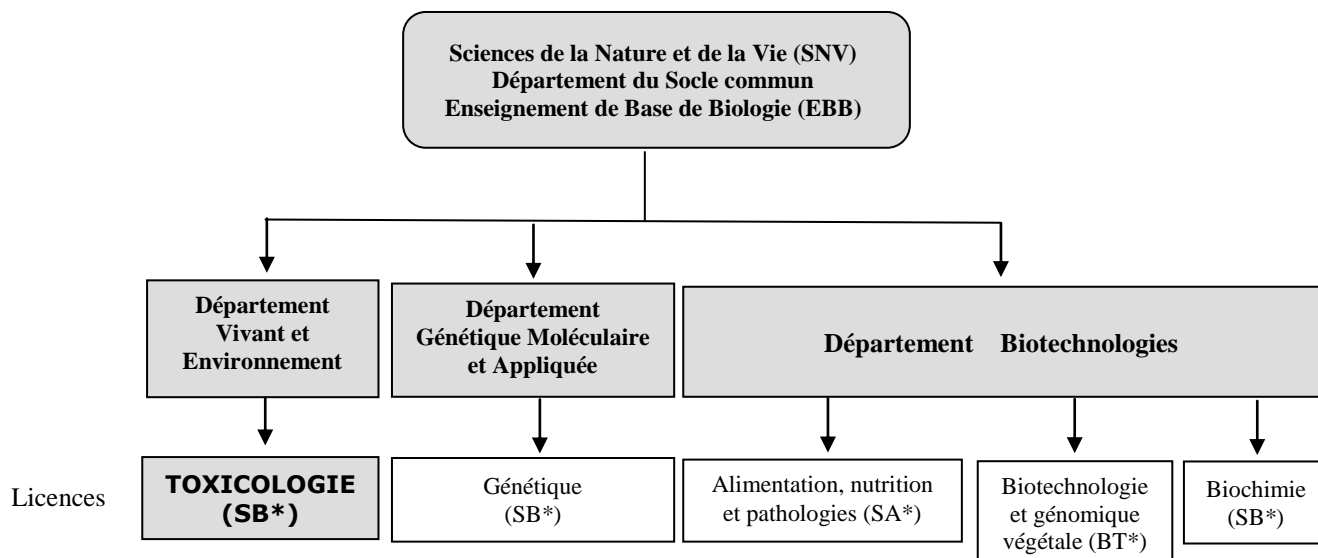 Sciences de la Nature et de la Vie (SNV)
Département du Socle commun
Enseignement de Base de Biologie (EBB)
Département
Vivant et
Environnement
Département
Génétique Moléculaire
et Appliquée
Département Biotechnologies
Licences
TOXICOLOGIE
(SB*)
Génétique
(SB*)
Alimentation, nutrition
et pathologies (SA*)
Biotechnologie
et génomique
végétale (BT*)
Biochimie
(SB*)